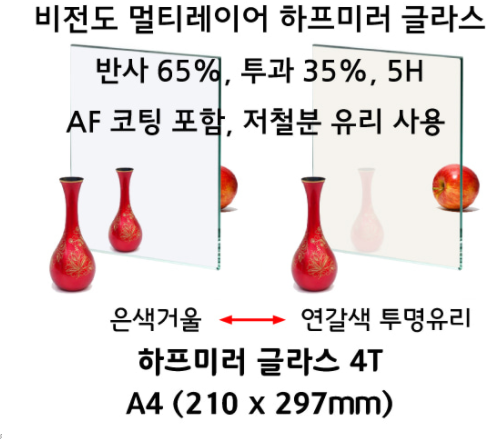 비전도 멀티레이어 하프미러 글라스
반사 65%, 투과 35%, 5H
AF 코팅 포함, 저철분 유리 사용
은색거울 연갈색 투명유리
하프미러 글라스 4T
A4 (210 x 297mm)